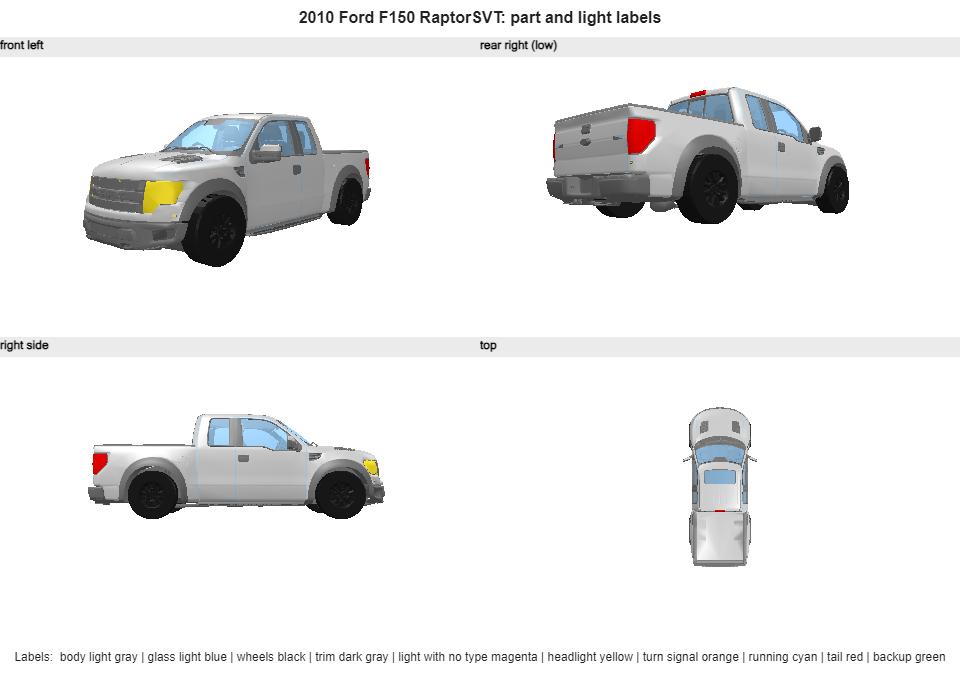 2010 Ford F150 RaptorSVT: part and light labels
front left
rear right (low)
right side
top
Labels:  body light gray | glass light blue | wheels black | trim dark gray | light with no type magenta | headlight yellow | turn signal orange | running cyan | tail red | backup green